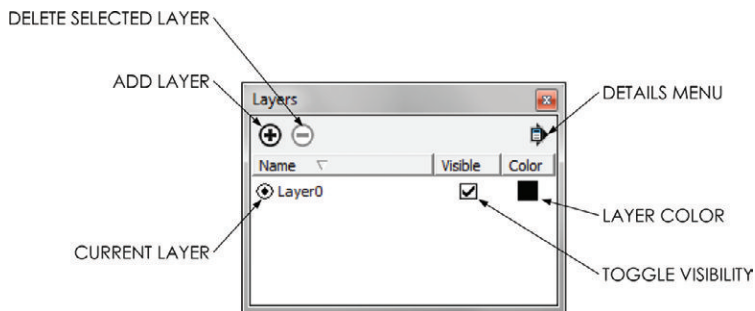 DELETE SELECTED LAYER
ADD LAYER
Layers
DETAILS MENU
Name
Visible
Color
Layer0
LAYER COLOR
CURRENT LAYER
TOGGLE VISIBILITY